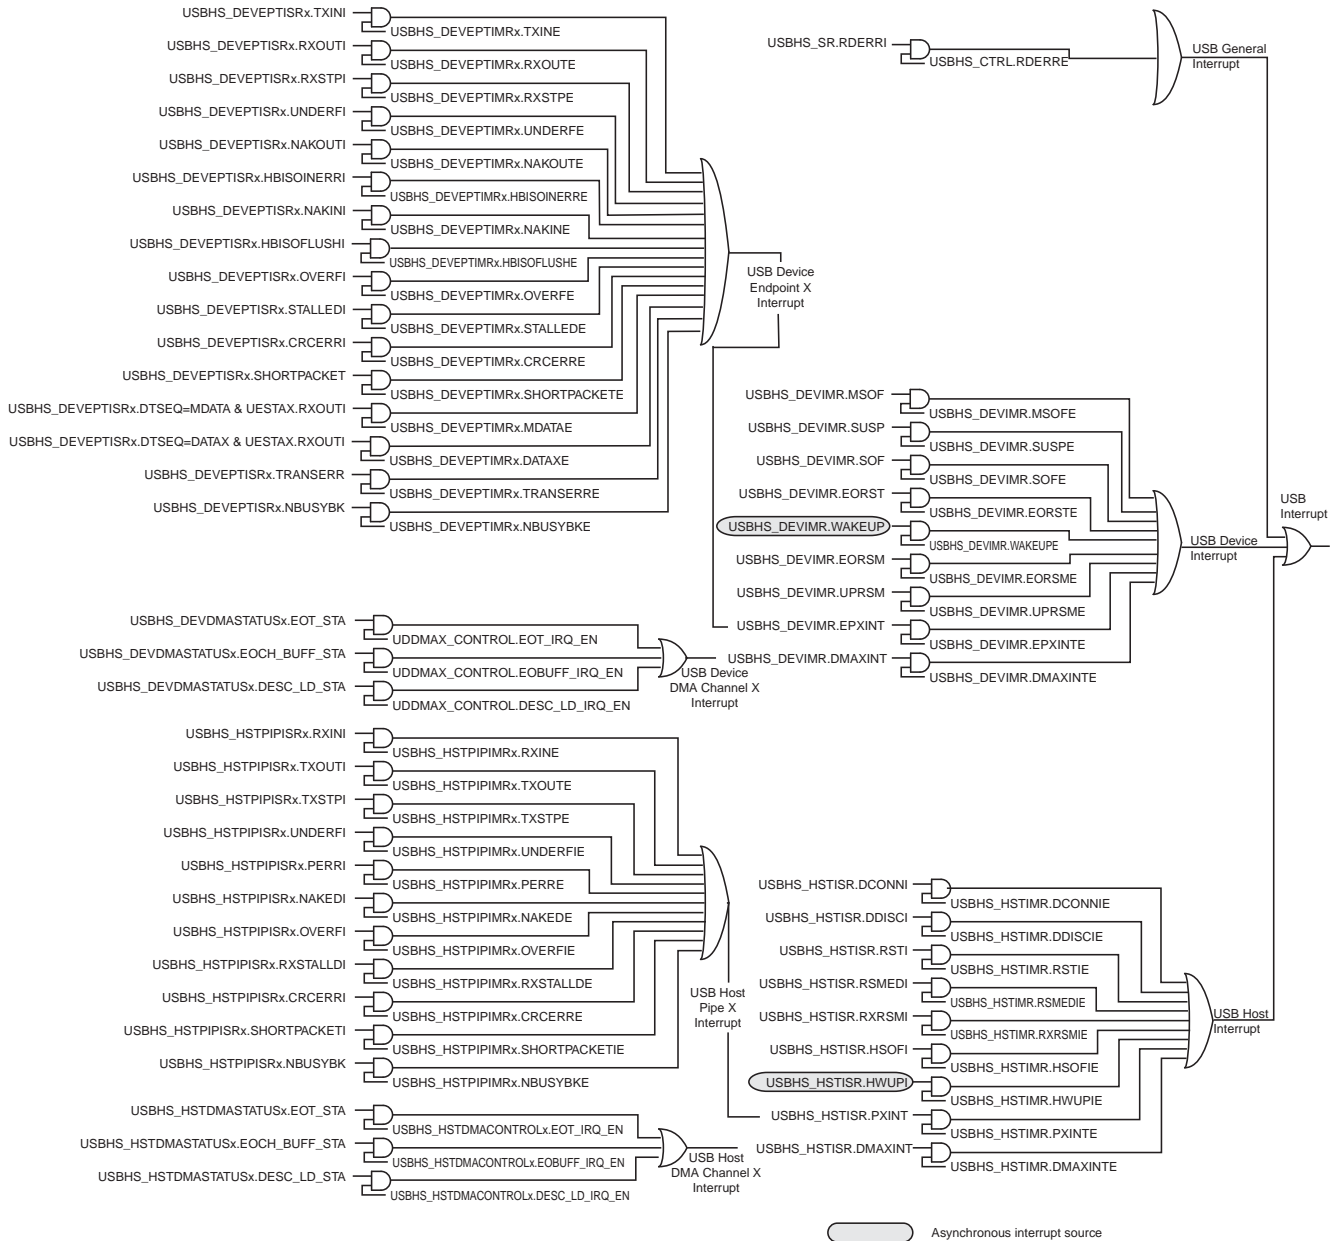 USBHS_DEVEPTISRx.TXINI
USBHS_DEVEPTIMRx.TXINE
USBHS_DEVEPTISRx.RXOUTI
USBHS_DEVEPTIMRx.RXOUTE
USBHS_DEVEPTISRx.RXSTPI
USBHS_DEVEPTIMRx.RXSTPE
USBHS_DEVEPTISRx.UNDERFI
USBHS_DEVEPTIMRx.UNDERFE
USBHS_DEVEPTISRx.NAKOUTI
USBHS_DEVEPTIMRx.NAKOUTE
USBHS_DEVEPTISRx.HBISOINERRI
USBHS_DEVEPTIMRx.HBISOINERRE
USBHS_DEVEPTISRx.NAKINI
USBHS_DEVEPTIMRx.NAKINE
USBHS_DEVEPTISRx.HBISOFLUSHI
USBHS_DEVEPTIMRx.HBISOFLUSHE
USBHS_DEVEPTISRx.OVERFI
USBHS_DEVEPTIMRx.OVERFE
USBHS_DEVEPTISRx.STALLEDI
USBHS_DEVEPTIMRx.STALLEDE
USBHS_DEVEPTISRx.CRCERRI
USBHS_DEVEPTIMRx.CRCERRE
USBHS_DEVEPTISRx.SHORTPACKET
USBHS_DEVEPTIMRx.SHORTPACKETE
USBHS_DEVEPTISRx.DTSEQ=MDATA & UESTAX.RXOUTI
USBHS_DEVEPTIMRx.MDATAE
USBHS_DEVEPTISRx.DTSEQ=DATAX & UESTAX.RXOUTI
USBHS_DEVEPTIMRx.DATAXE
USBHS_DEVEPTISRx.TRANSERR
USBHS_DEVEPTIMRx.TRANSERRE
USBHS_DEVEPTISRx.NBUSYBK
USBHS_DEVEPTIMRx.NBUSYBKE
USB Device
Endpoint X
Interrupt
USBHS_SR.RDERRI
USBHS_CTRL.RDERRE
USB General
Interrupt
USBHS_DEVIMR.MSOF
USBHS_DEVIMR.MSOFE
USBHS_DEVIMR.SUSP
USBHS_DEVIMR.SUSPE
USBHS_DEVIMR.SOF
USBHS_DEVIMR.SOFE
USBHS_DEVIMR.EORST
USBHS_DEVIMR.EORSTE
USBHS_DEVIMR.WAKEUP
USBHS_DEVIMR.WAKEUPE
USBHS_DEVIMR.EORSM
USBHS_DEVIMR.EORSME
USBHS_DEVIMR.UPRSM
USBHS_DEVIMR.UPRSME
USBHS_DEVIMR.EPXINT
USBHS_DEVIMR.EPXINTE
USBHS_DEVIMR.DMAXINT
USBHS_DEVIMR.DMAXINTE
USB Device
Interrupt
USB
Interrupt
USBHS_DEVDMASTATUSx.EOT_STA
UDDMAX_CONTROL.EOT_IRQ_EN
USBHS_DEVDMASTATUSx.EOCH_BUFF_STA
UDDMAX_CONTROL.EOBUFF_IRQ_EN
USBHS_DEVDMASTATUSx.DESC_LD_STA
UDDMAX_CONTROL.DESC_LD_IRQ_EN
USB Device
DMA Channel X
Interrupt
USBHS_HSTPIPISRx.RXINI
USBHS_HSTPIPIMRx.RXINE
USBHS_HSTPIPISRx.TXOUTI
USBHS_HSTPIPIMRx.TXOUTE
USBHS_HSTPIPISRx.TXSTPI
USBHS_HSTPIPIMRx.TXSTPE
USBHS_HSTPIPISRx.UNDERFI
USBHS_HSTPIPIMRx.UNDERFIE
USBHS_HSTPIPISRx.PERRI
USBHS_HSTPIPIMRx.PERRE
USBHS_HSTPIPISRx.NAKEDI
USBHS_HSTPIPIMRx.NAKEDE
USBHS_HSTPIPISRx.OVERFI
USBHS_HSTPIPIMRx.OVERFIE
USBHS_HSTPIPISRx.RXSTALLDI
USBHS_HSTPIPIMRx.RXSTALLDE
USBHS_HSTPIPISRx.CRCERRI
USBHS_HSTPIPIMRx.CRCERRE
USBHS_HSTPIPISRx.SHORTPACKETI
USBHS_HSTPIPIMRx.SHORTPACKETIE
USBHS_HSTPIPISRx.NBUSYBK
USBHS_HSTPIPIMRx.NBUSYBKE
USB Host
Pipe X
Interrupt
USBHS_HSTISR.DCONNI
USBHS_HSTIMR.DCONNIE
USBHS_HSTISR.DDISCI
USBHS_HSTIMR.DDISCIE
USBHS_HSTISR.RSTI
USBHS_HSTIMR.RSTIE
USBHS_HSTISR.RSMEDI
USBHS_HSTIMR.RSMEDIE
USBHS_HSTISR.RXRSMI
USBHS_HSTIMR.RXRSMIE
USBHS_HSTISR.HSOFI
USBHS_HSTIMR.HSOFIE
USBHS_HSTISR.HWUPI
USBHS_HSTIMR.HWUPIE
USBHS_HSTISR.PXINT
USBHS_HSTIMR.PXINTE
USBHS_HSTISR.DMAXINT
USBHS_HSTIMR.DMAXINTE
USB Host
Interrupt
USBHS_HSTDMASTATUSx.EOT_STA
USBHS_HSTDMACONTROLx.EOT_IRQ_EN
USBHS_HSTDMASTATUSx.EOCH_BUFF_STA
USBHS_HSTDMACONTROLx.EOBUFF_IRQ_EN
USBHS_HSTDMASTATUSx.DESC_LD_STA
USBHS_HSTDMACONTROLx.DESC_LD_IRQ_EN
USB Host
DMA Channel X
Interrupt
Asynchronous interrupt source